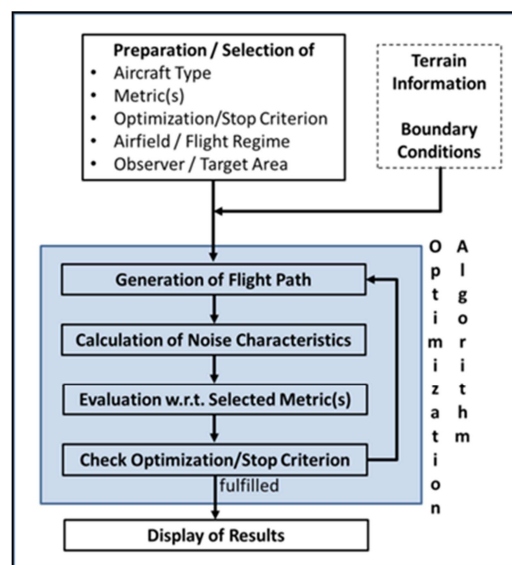 Preparation / Selection of
• Aircraft Type
• Metric(s)
• Optimization/Stop Criterion
• Airfield / Flight Regime
• Observer / Target Area
Terrain
Information
Boundary
Conditions
Generation of Flight Path
Calculation of Noise Characteristics
Evaluation w.r.t. Selected Metric(s)
Check Optimization/Stop Criterion
fulfilled
Display of Results
Optimization
Algorithm